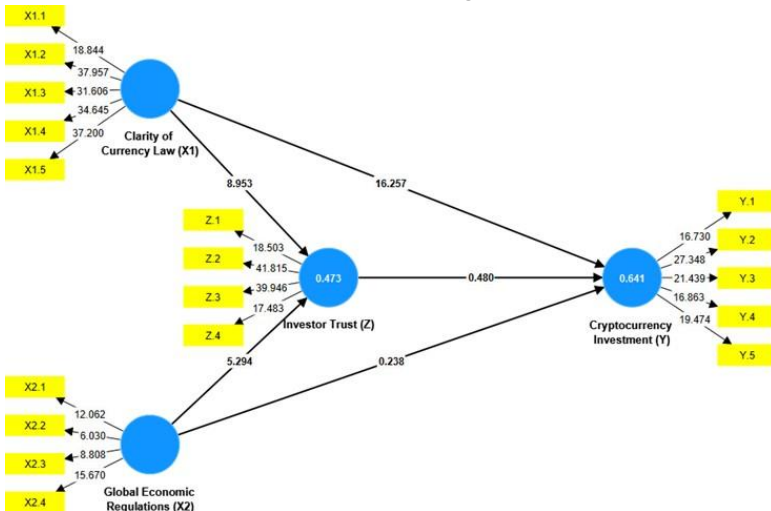 X1.1
X1.2
X1.3
X1.4
X1.5
18.844
37.957
31.606
34.645
37.200
Clarity of
Currency Law (X1)
8.953
16.257
Z.1
Z.2
Z.3
Z.4
18.503
41.815
39.946
17.483
0.473
Investor Trust (Z)
0.480
0.641
Cryptocurrency
Investment (Y)
16.730
27.348
21.439
16.863
19.474
Y.1
Y.2
Y.3
Y.4
Y.5
5.294
0.238
X2.1
X2.2
X2.3
X2.4
12.062
6.030
8.808
15.670
Global Economic
Regulations (X2)